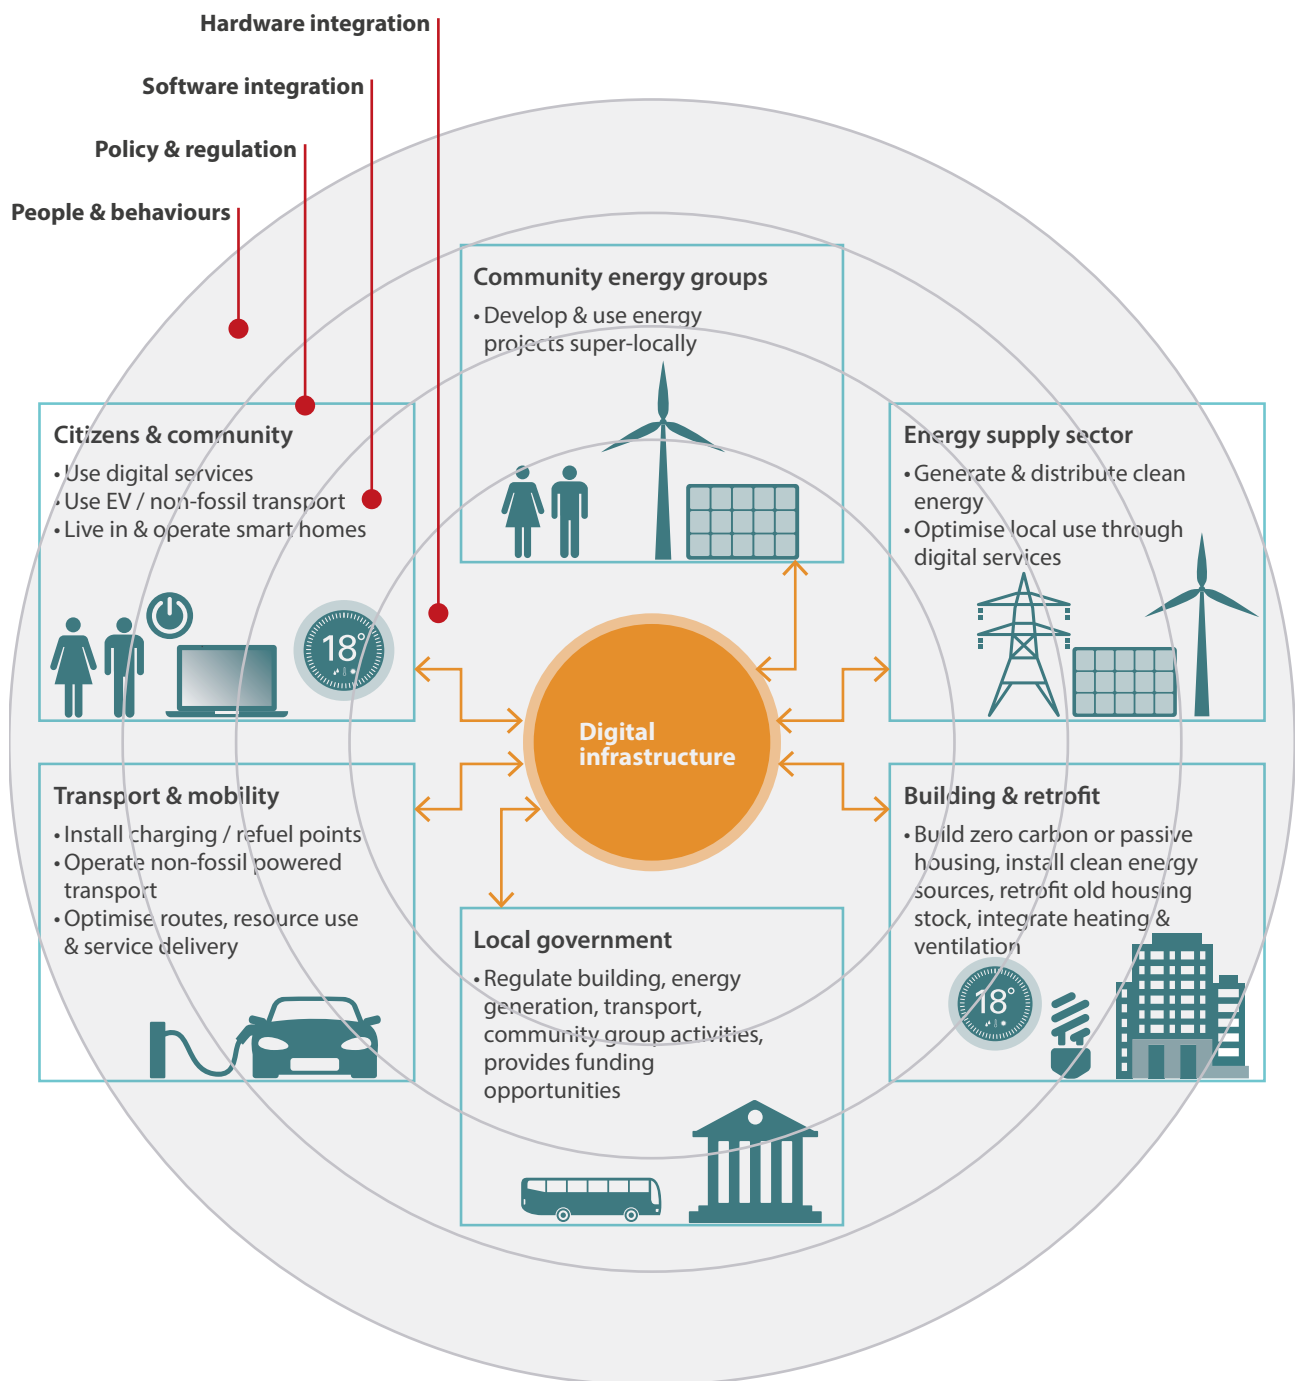 Hardware integration
Software integration
Policy & regulation
People & behaviours
Community energy groups
• Develop & use energy
projects super-locally
Citizens & community
• Use digital services
• Use EV / non-fossil transport
• Live in & operate smart homes
18°
Energy supply sector
• Generate & distribute clean
energy
• Optimise local use through
digital services
Digital
infrastructure
Transport & mobility
• Install charging / refuel points
• Operate non-fossil powered
transport
• Optimise routes, resource use
& service delivery
Local government
• Regulate building, energy
generation, transport,
community group activities,
provides funding
opportunities
Building & retrofit
• Build zero carbon or passive
housing, install clean energy
sources, retrofit old housing
stock, integrate heating &
ventilation
18°